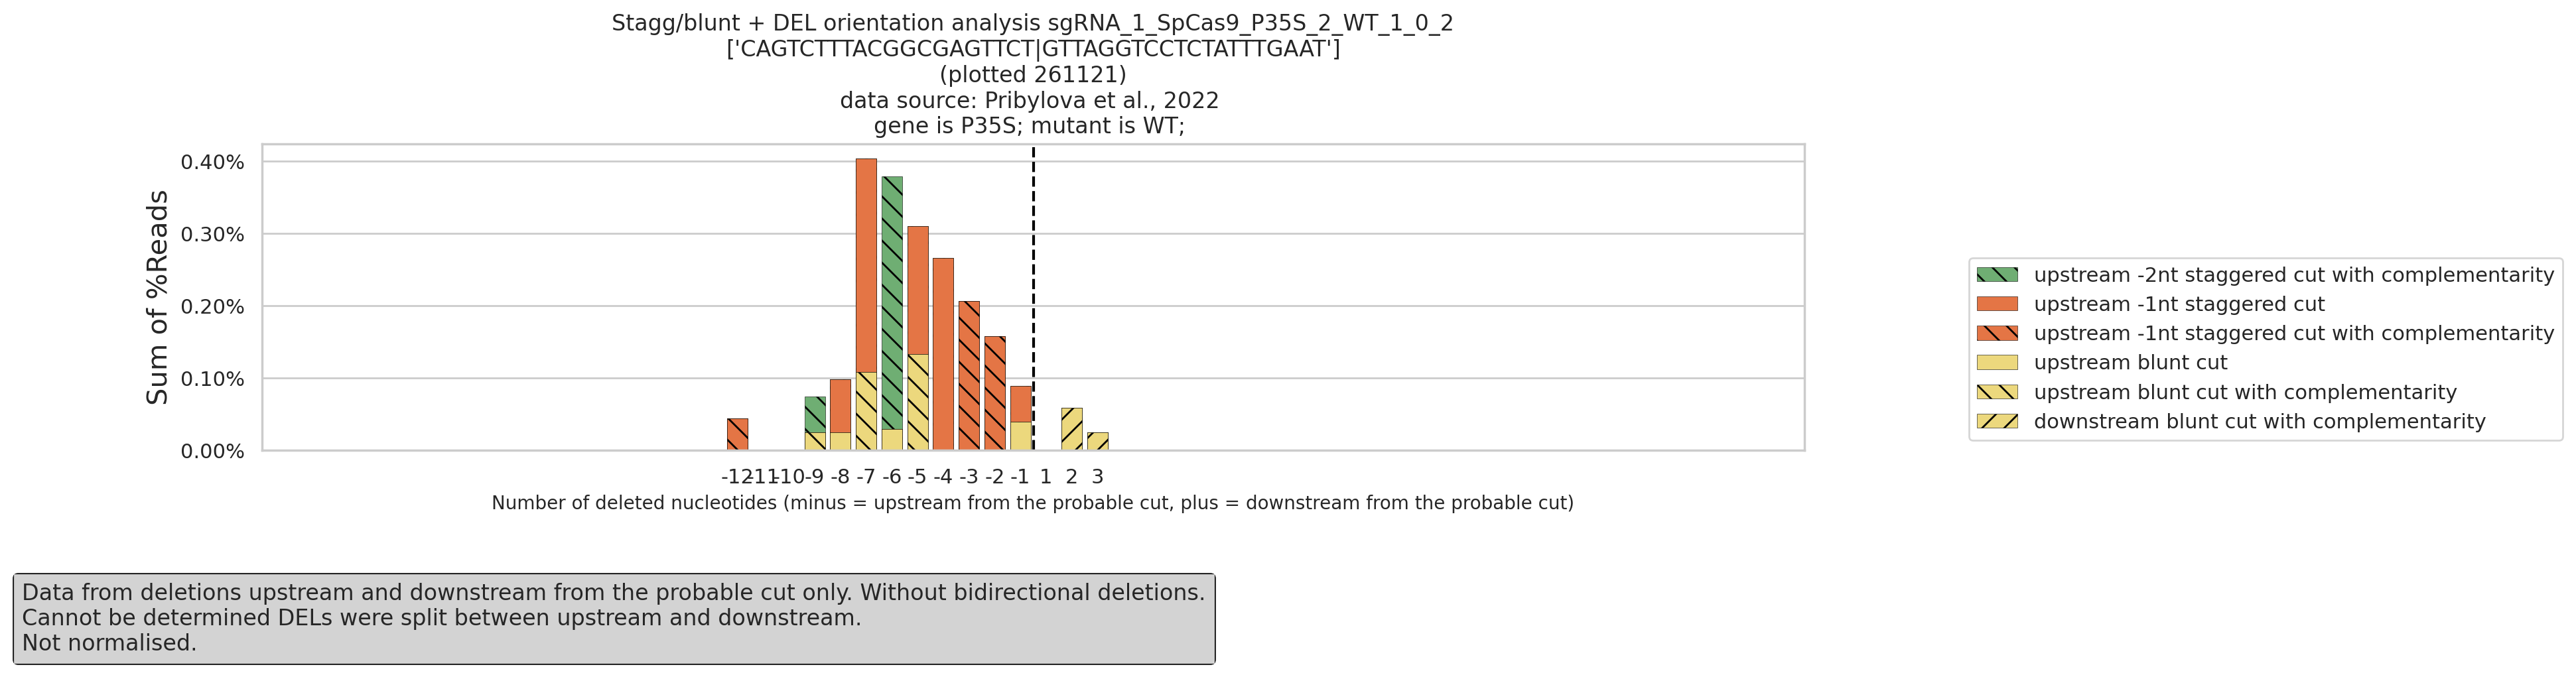 Stagg/blunt + DEL orientation analysis sgRNA_1_SpCas9_P35S_2_WT_1_0_2
['CAGTCTTTACGGCGAGTTCT|GTTAGGTCCTCTATTTGAAT']
(plotted 261121)
data source: Pribylova et al., 2022
gene is P35S; mutant is WT;
Sum of %Reads
0.40%
0.30%
0.20%
0.10%
0.00%
-12 -11 -10 -9 -8 -7 -6 -5 -4 -3 -2 -1 1 2 3
Number of deleted nucleotides (minus = upstream from the probable cut, plus = downstream from the probable cut)
upstream -2nt staggered cut with complementarity
upstream -1nt staggered cut
upstream -1nt staggered cut with complementarity
upstream blunt cut
upstream blunt cut with complementarity
downstream blunt cut with complementarity
Data from deletions upstream and downstream from the probable cut only. Without bidirectional deletions.
Cannot be determined DELs were split between upstream and downstream.
Not normalised.